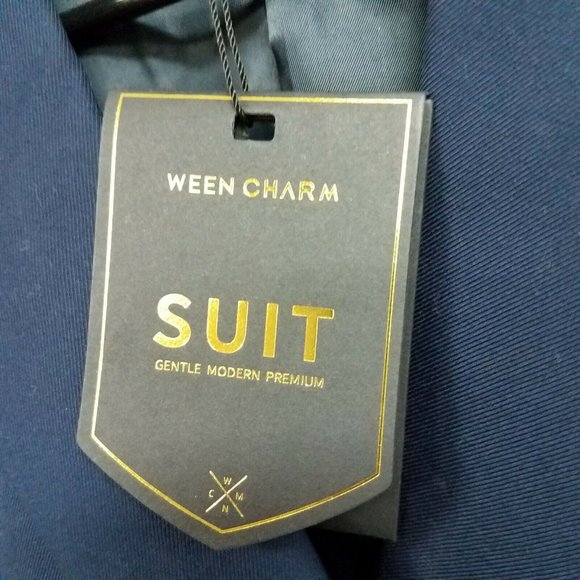 WEEN CHARM
SUIT
GENTLE MODERN PREMIUM
W
C M
N